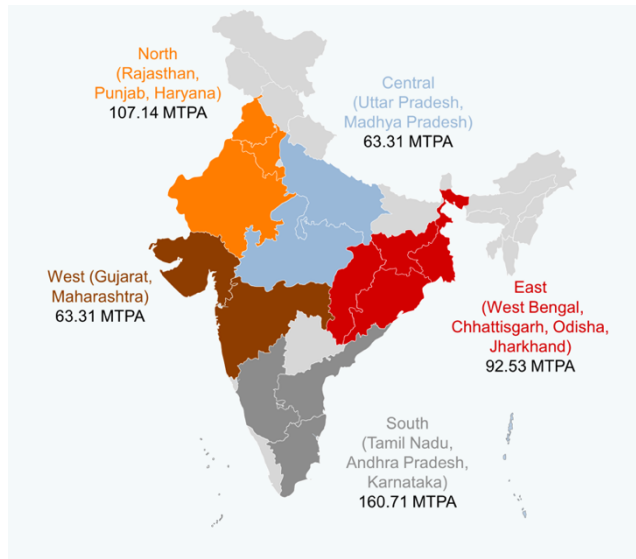 North
(Rajasthan,
Punjab, Haryana)
107.14 MTPA
Central
(Uttar Pradesh,
Madhya Pradesh)
63.31 MTPA
West (Gujarat,
Maharashtra)
63.31 MTPA
East
(West Bengal,
Chhattisgarh, Odisha,
Jharkhand)
92.53 MTPA
South
(Tamil Nadu,
Andhra Pradesh,
Karnataka)
160.71 MTPA